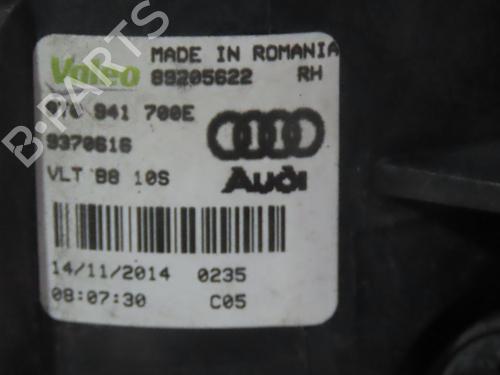 Valeo
MADE IN ROMANIA
89205622 RH
941 700E
9370616
VLT 88 10S
Audi
14/11/2014 0235
08:07:30 C05
B-PARTS